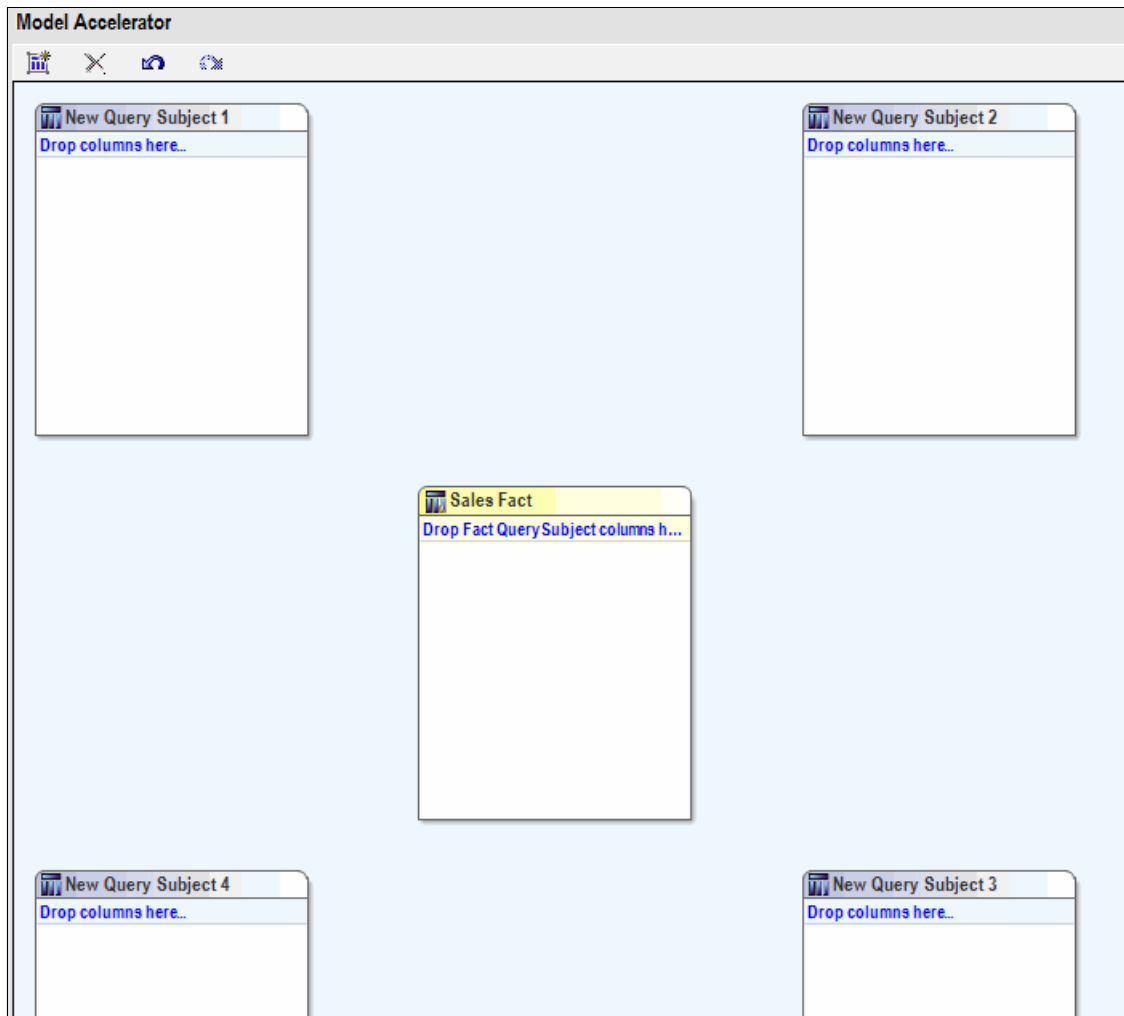 Model Accelerator
New Query Subject 1
Drop columns here...
New Query Subject 2
Drop columns here...
Sales Fact
Drop Fact Query Subject columns h...
New Query Subject 4
Drop columns here...
New Query Subject 3
Drop columns here...